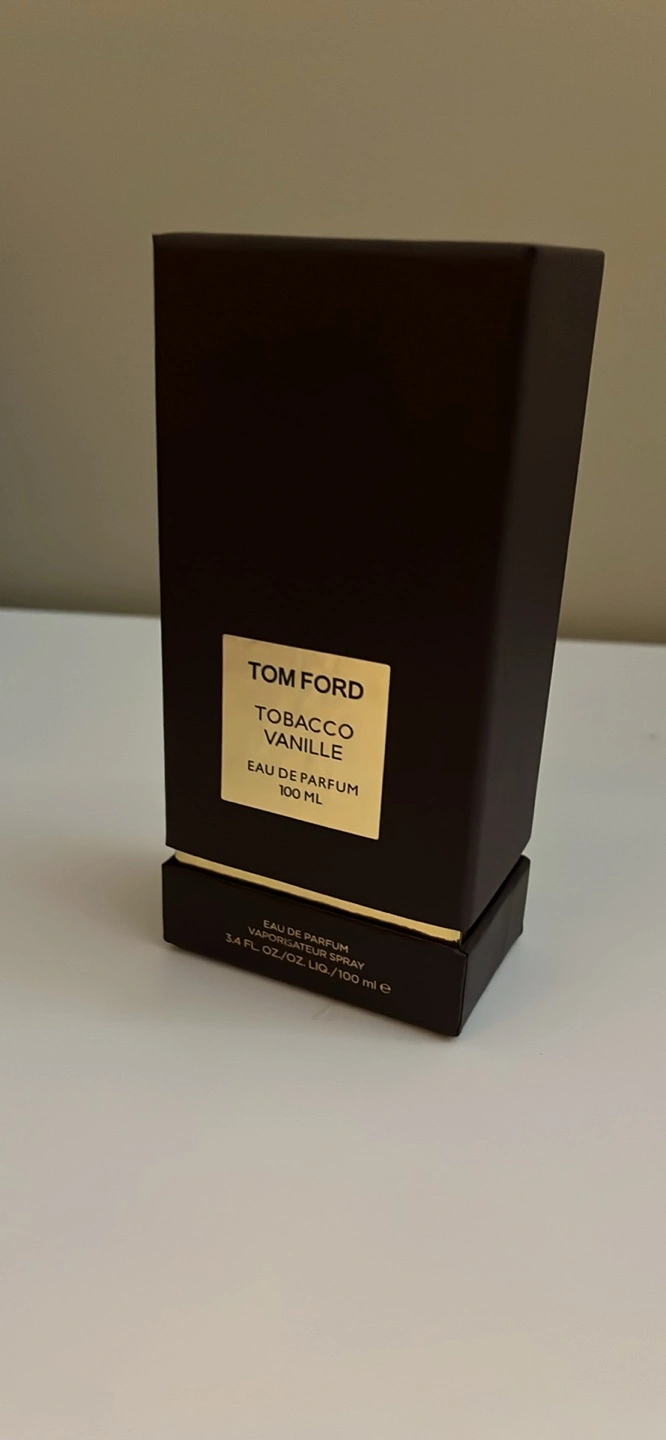 TOM FORD
TOBACCO
VANILLE
EAU DE PARFUM
100 ML
EAU DE PARFUM
VAPORISATEUR SPRAY
3.4 FL. OZ./OZ. LIQ./100 ml ℮